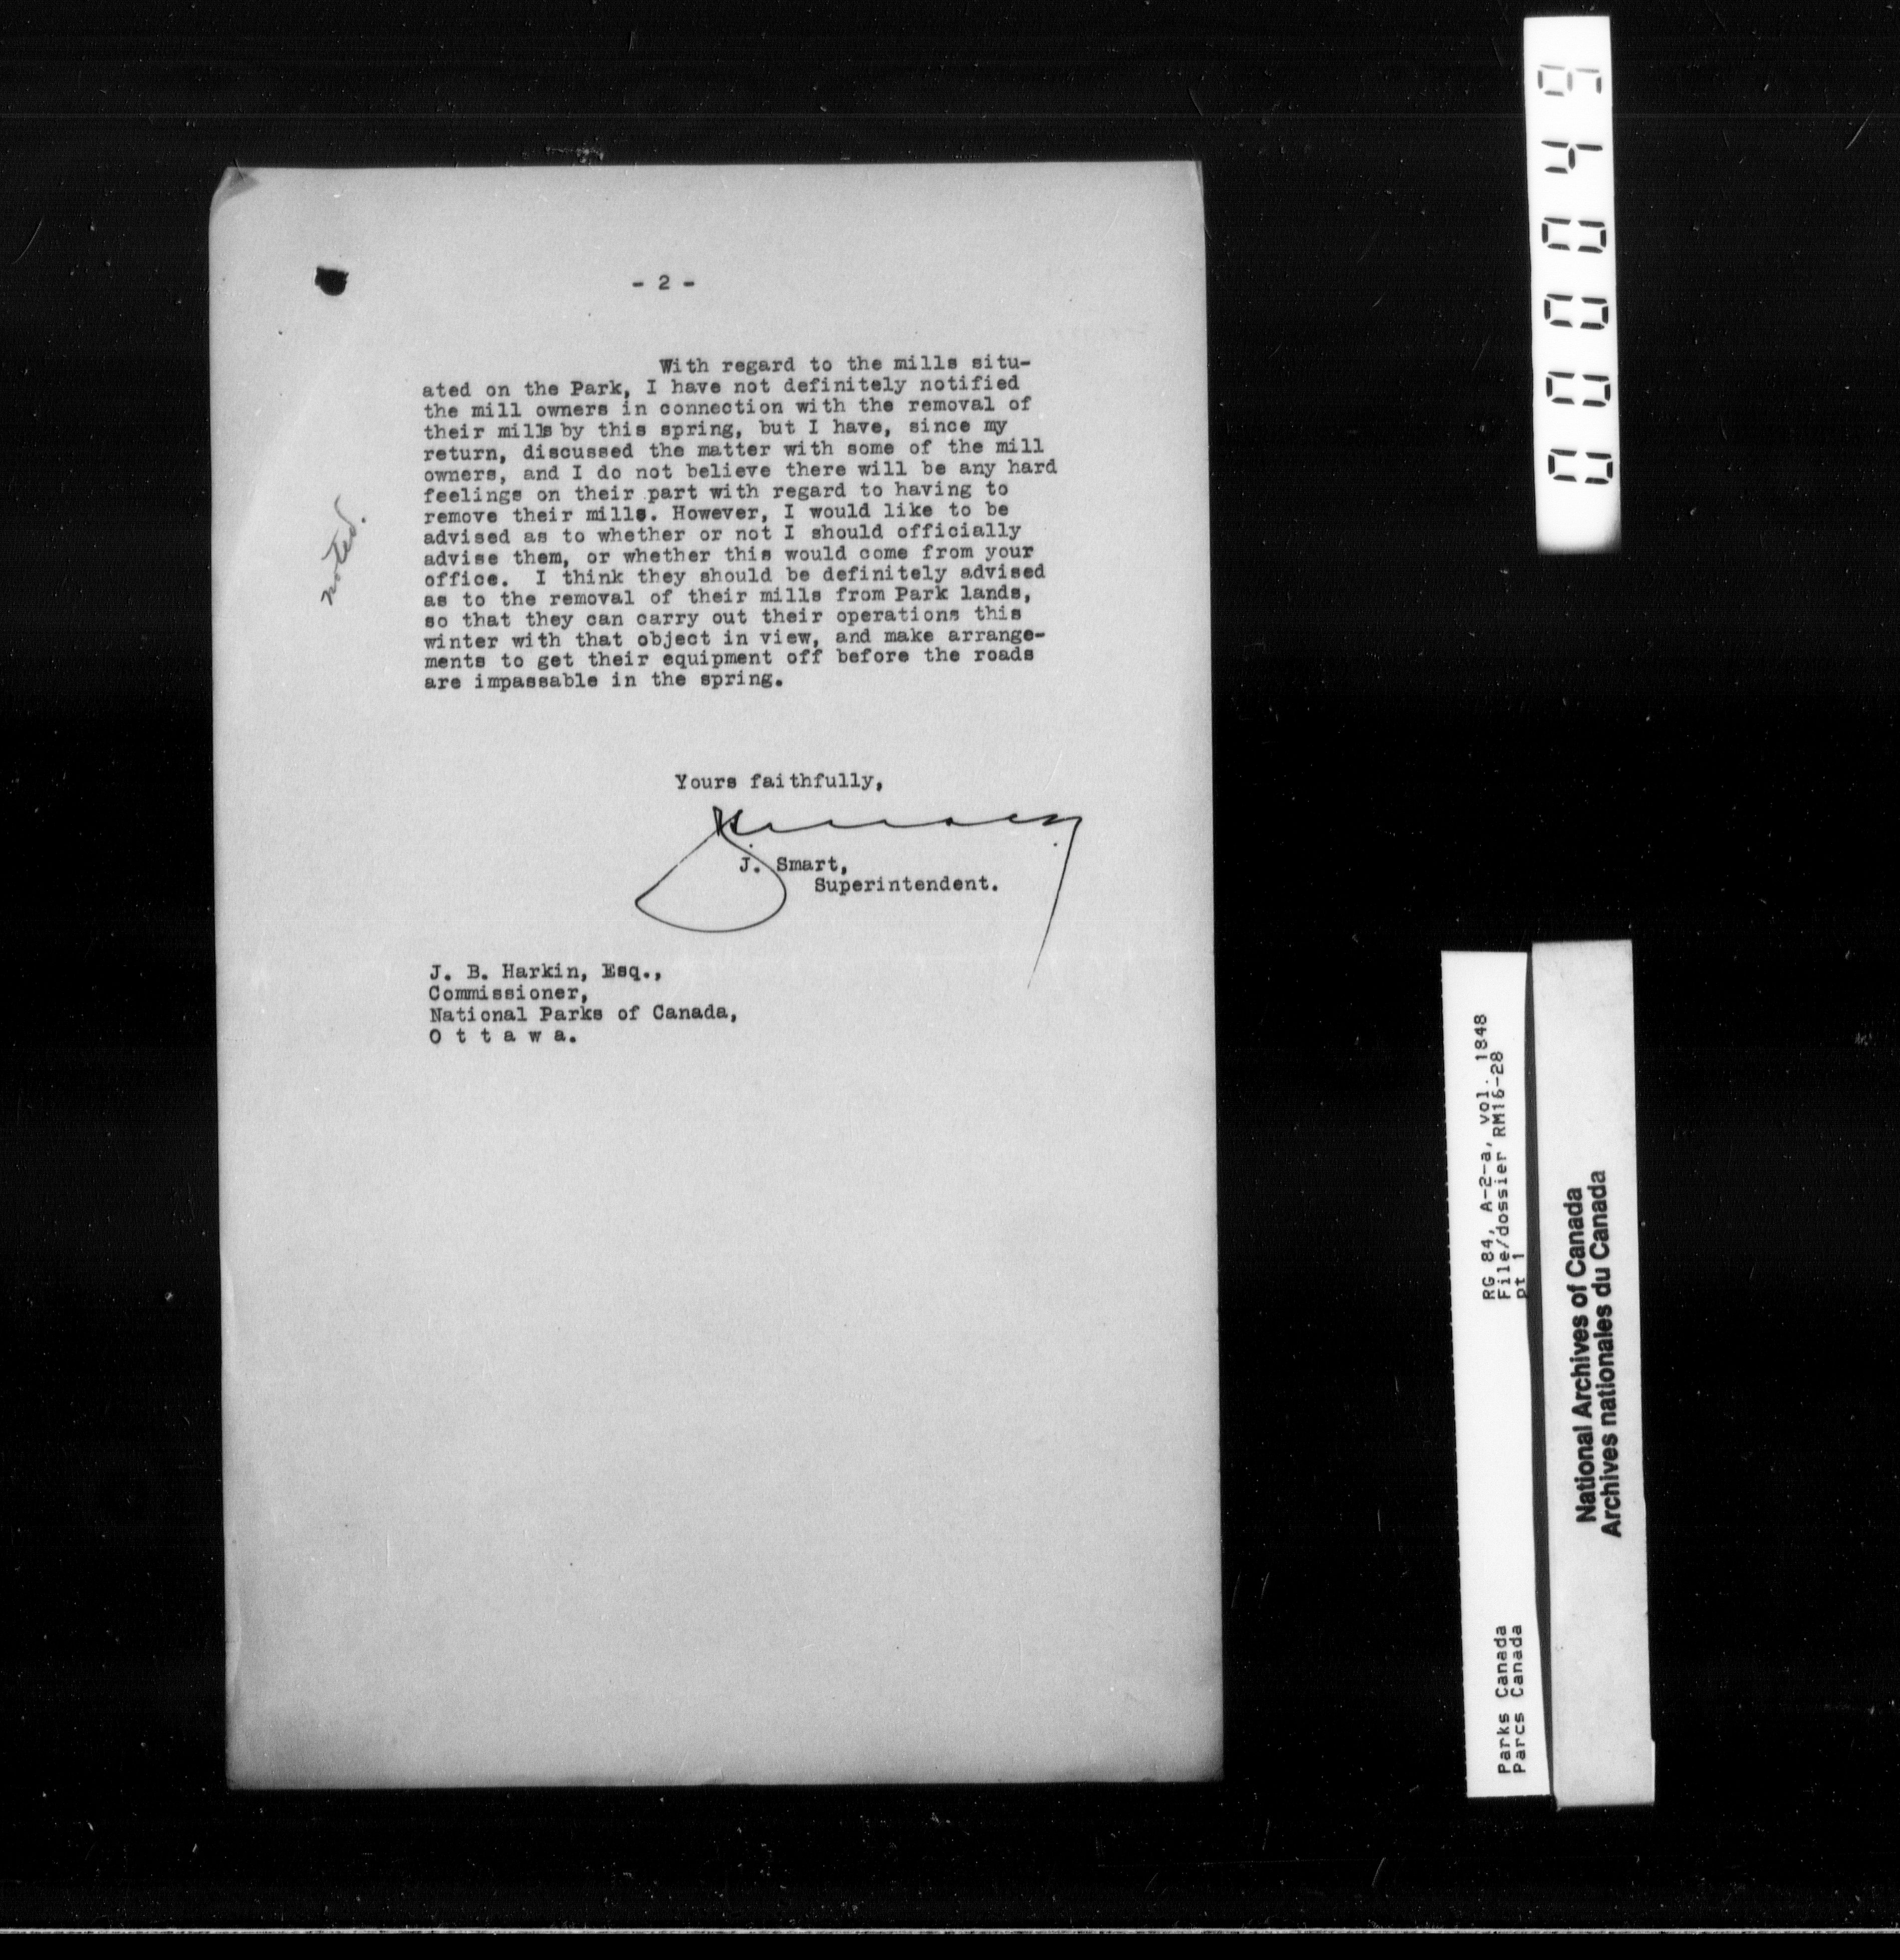 - 2 -
With regard to the mills situ-
ated on the Park, I have not definitely notified
the mill owners in connection with the removal of
their mills by this spring, but I have, since my
return, discussed the matter with some of the mill
owners, and I do not believe there will be any hard
feelings on their part with regard to having to
remove their mills. However, I would like to be
advised as to whether or not I should officially
advise them, or whether this would come from your
office. I think they should be definitely advised
as to the removal of their mills from Park lands,
so that they can carry out their operations this
winter with that object in view, and make arrange-
ments to get their equipment off before the roads
are impassable in the spring.
noted.
Yours faithfully,
J. Smart,
Superintendent.
J. B. Harkin, Esq.,
Commissioner,
National Parks of Canada,
O t t a w a.
000049
RG 84, A-2-a, vol. 1848
File/dossier RM16-28
pt 1
Parks Canada
Parcs Canada
National Archives of Canada
Archives nationales du Canada